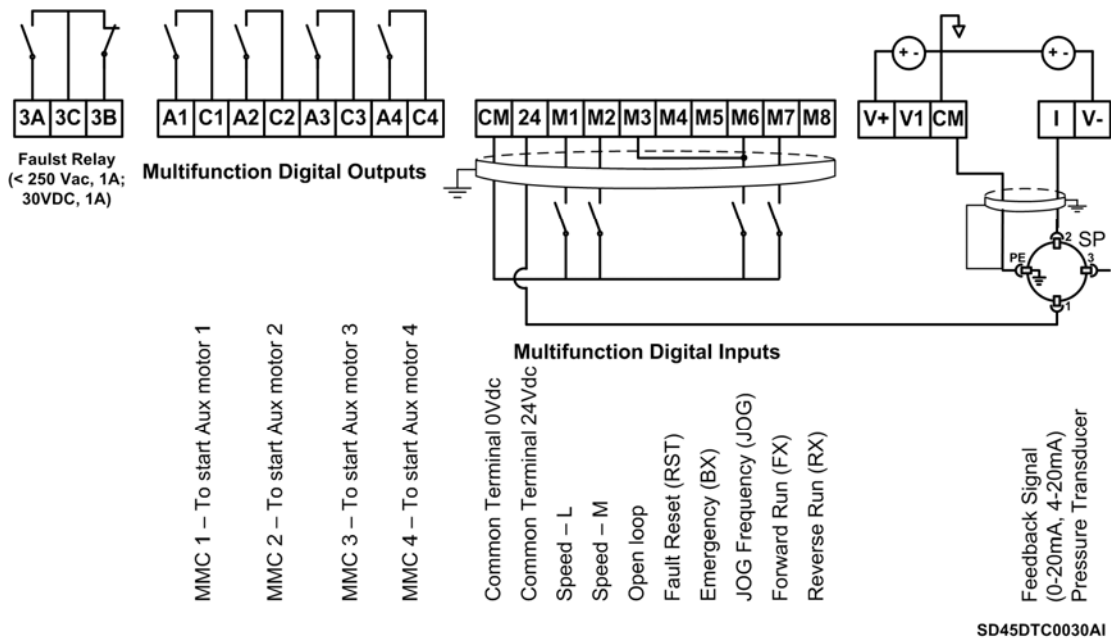 3A 3C 3B
A1 C1 A2 C2 A3 C3 A4 C4
CM 24 M1 M2 M3 M4 M5 M6 M7 M8
+ -
+ -
V+ V1 CM
I V-
Faulst Relay
(< 250 Vac, 1A;
30VDC, 1A)
Multifunction Digital Outputs
2
SP
PE
3
1
Multifunction Digital Inputs
MMC 1 – To start Aux motor 1
MMC 2 – To start Aux motor 2
MMC 3 – To start Aux motor 3
MMC 4 – To start Aux motor 4
Common Terminal 0Vdc
Common Terminal 24Vdc
Speed – L
Speed – M
Open loop
Fault Reset (RST)
Emergency (BX)
JOG Frequency (JOG)
Forward Run (FX)
Reverse Run (RX)
Feedback Signal
(0-20mA, 4-20mA)
Pressure Transducer
SD45DTC0030AI